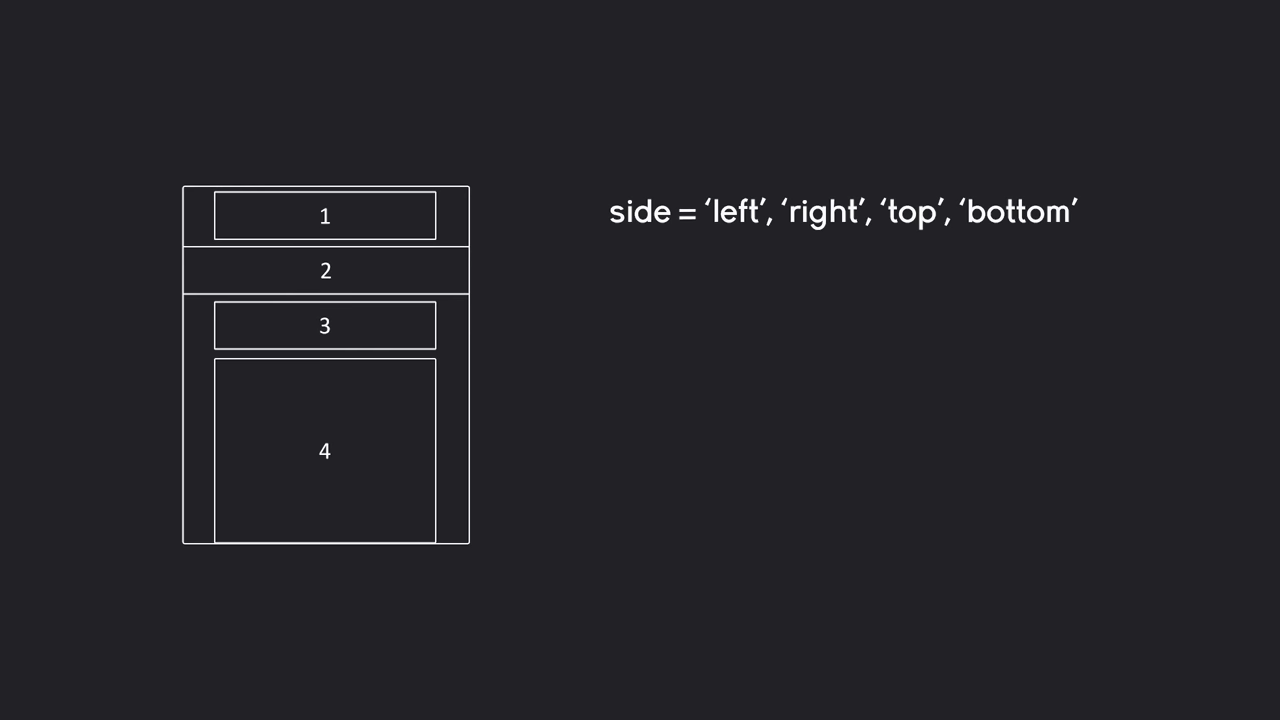 1
side = ‘left’, ‘right’, ‘top’, ‘bottom’
2
3
4